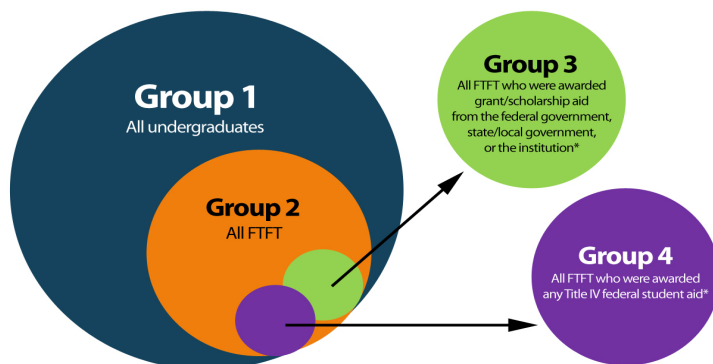 Group 1
All undergraduates
Group 2
All FTFT
Group 3
All FTFT who were awarded
grant/scholarship aid
from the federal government,
state/local government,
or the institution*
Group 4
All FTFT who were awarded
any Title IV federal student aid*